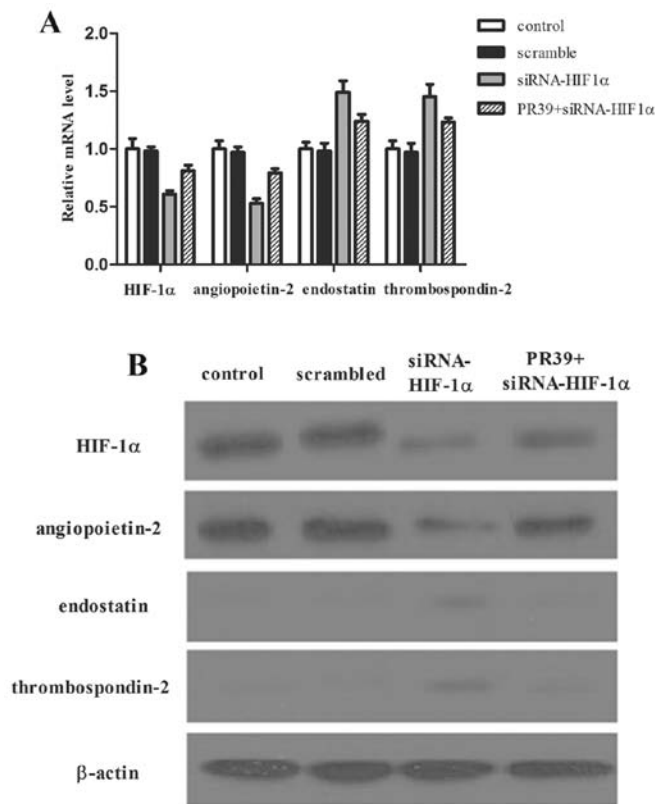 A
2.0
1.5
1.0
0.5
0.0
Relative mRNA level
HIF-1α
angiopoietin-2
endostatin
thrombospondin-2
control
scramble
siRNA-HIF1α
PR39+siRNA-HIF1α
B
control
scrambled
siRNA-
HIF-1α
PR39+
siRNA-HIF-1α
HIF-1α
angiopoietin-2
endostatin
thrombospondin-2
β-actin